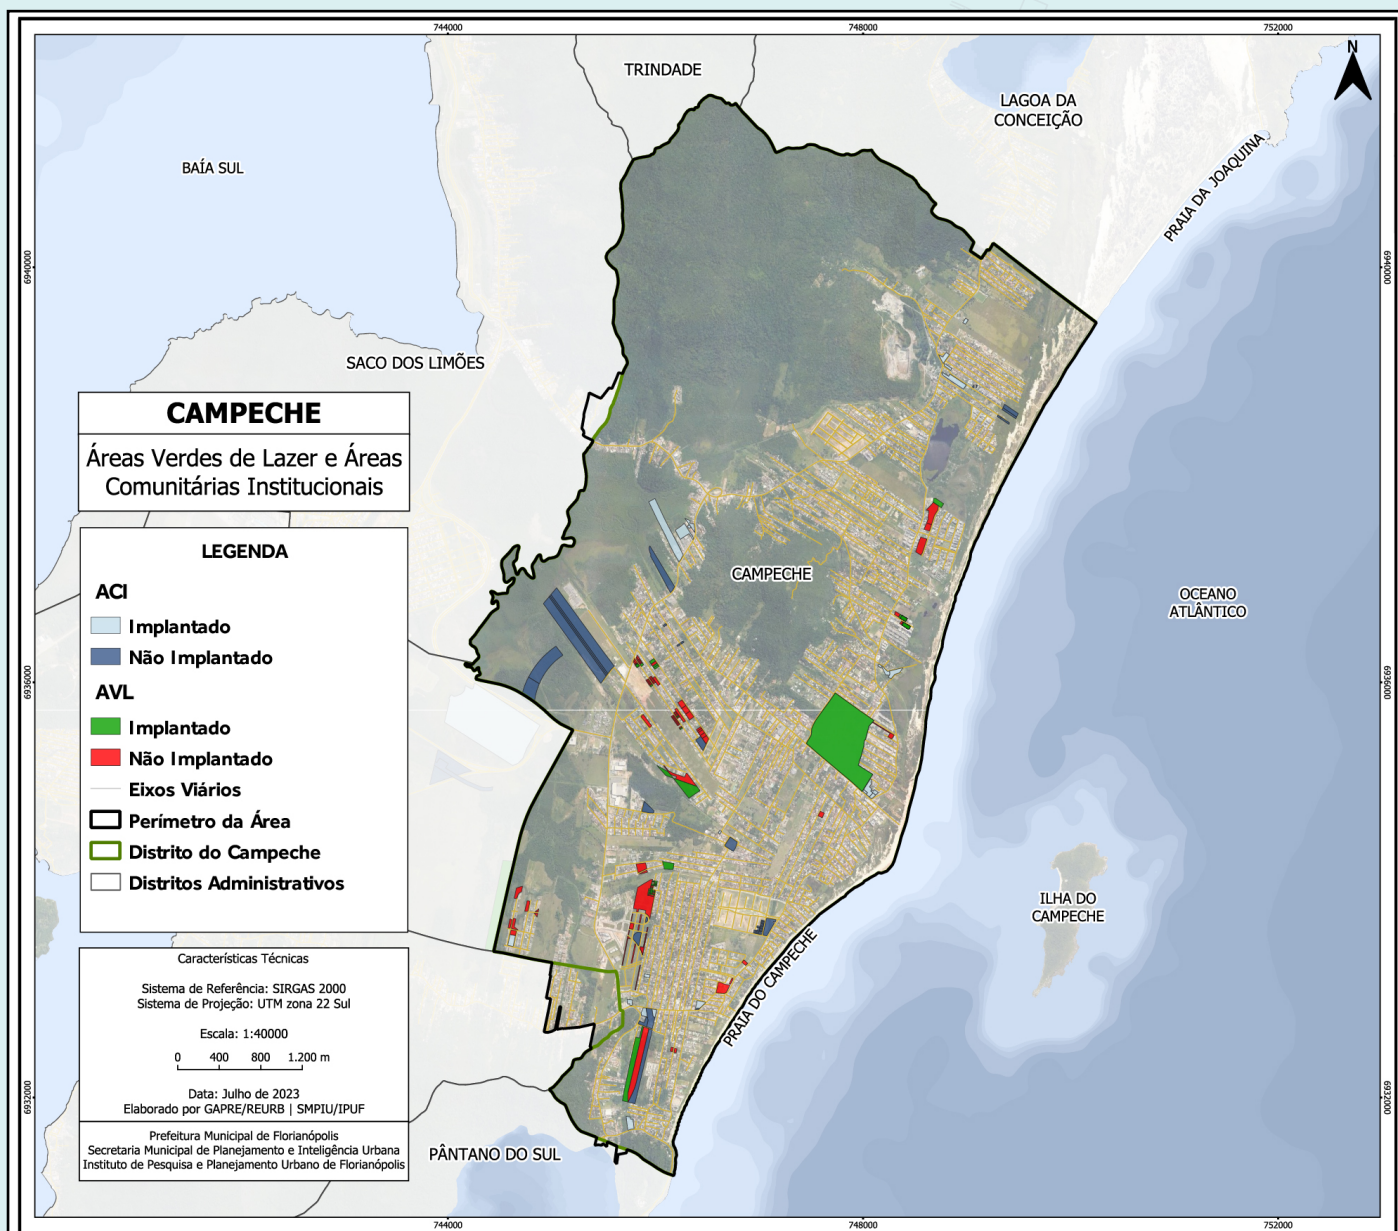 744000
748000
752000
N
TRINDADE
LAGOA DA
CONCEIÇÃO
PRAIA DA JOAQUINA
BAÍA SUL
6940000
6940000
SACO DOS LIMÕES
CAMPECHE
Áreas Verdes de Lazer e Áreas
Comunitárias Institucionais
LEGENDA
ACI
Implantado
Não Implantado
AVL
Implantado
Não Implantado
Eixos Viários
Perímetro da Área
Distrito do Campeche
Distritos Administrativos
CAMPECHE
OCEANO
ATLÂNTICO
6936000
6936000
ILHA DO
CAMPECHE
PRAIA DO CAMPECHE
Características Técnicas
Sistema de Referência: SIRGAS 2000
Sistema de Projeção: UTM zona 22 Sul
Escala: 1:40000
0 400 800 1.200 m
Data: Julho de 2023
Elaborado por GAPRE/REURB | SMPIU/IPUF
Prefeitura Municipal de Florianópolis
Secretaria Municipal de Planejamento e Inteligência Urbana
Instituto de Pesquisa e Planejamento Urbano de Florianópolis
6932000
6932000
PÂNTANO DO SUL
744000
748000
752000